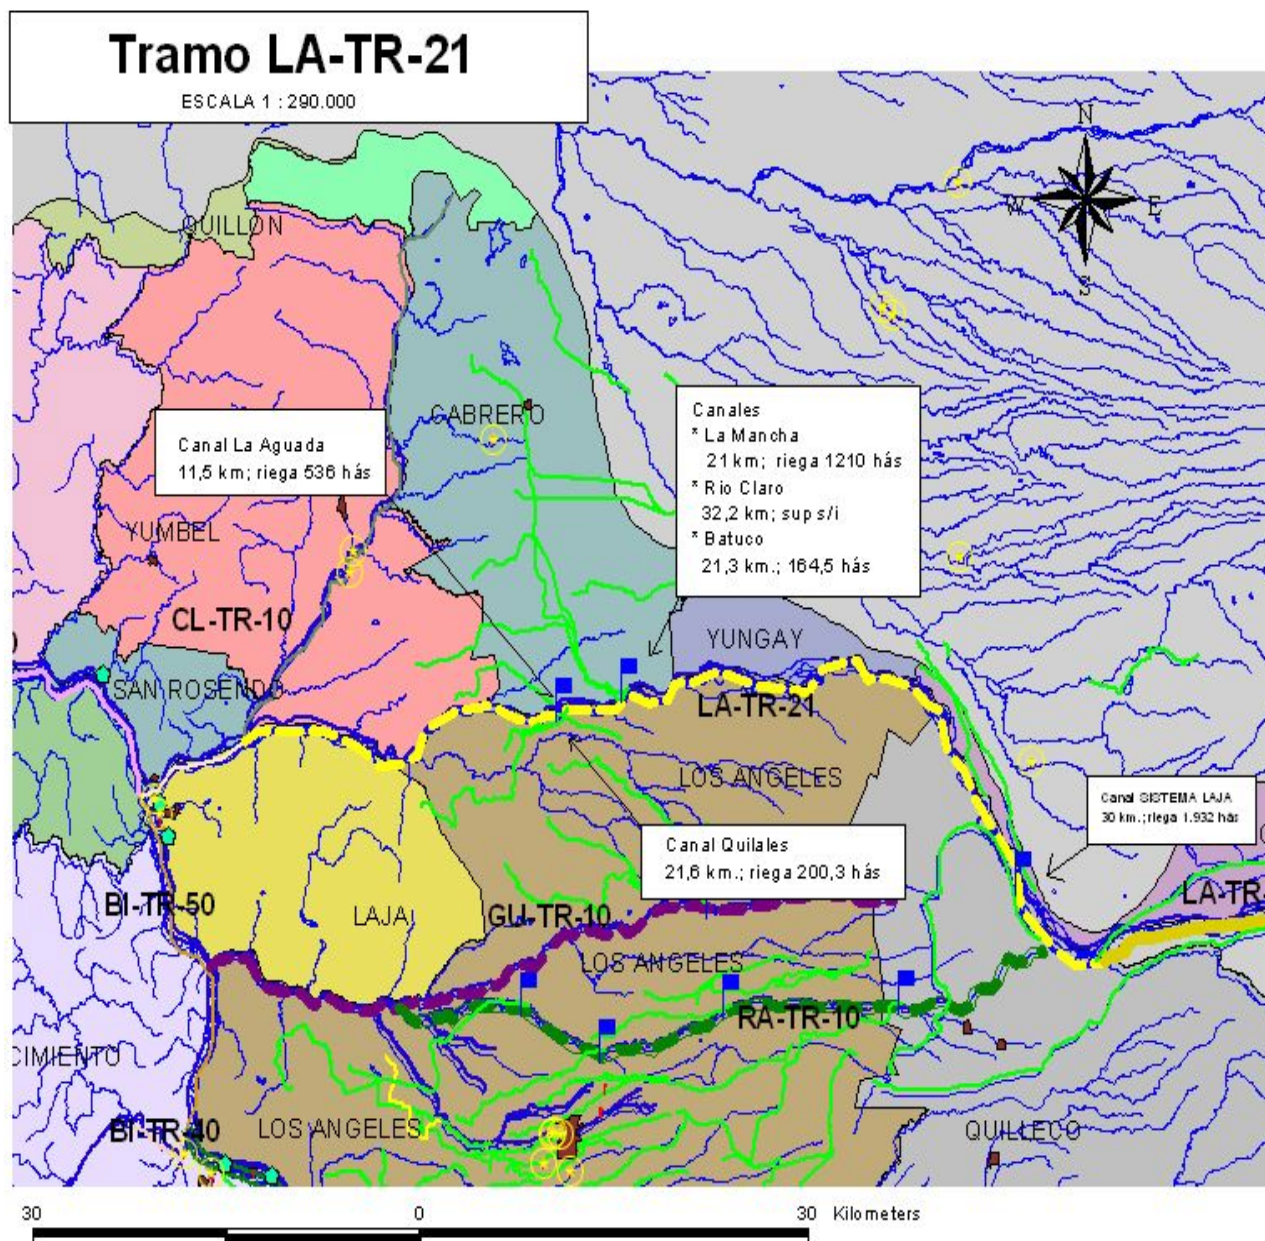 Tramo LA-TR-21
ESCALA 1 : 290.000
N
W
E
S
QUILLON
CABRERO
Canal La Aguada
11,5 km; riega 536 hás
Canales
* La Mancha
21 km; riega 1210 hás
* Rio Claro
32,2 km; sup s/i
* Batuco
21,3 km.; 164,5 hás
YUMBEL
CL-TR-10
YUNGAY
SAN ROSENDO
LA-TR-21
LOS ANGELES
Canal SISTEMA LAJA
30 km.; riega 1.932 hás
Canal Quilales
21,6 km.; riega 200,3 hás
LA-TR-
BI-TR-50
LAJA
GU-TR-10
LOS ANGELES
RA-TR-10
CIMIENTO
BI-TR-40
LOS ANGELES
QUILLECO
30
0
30 Kilometers